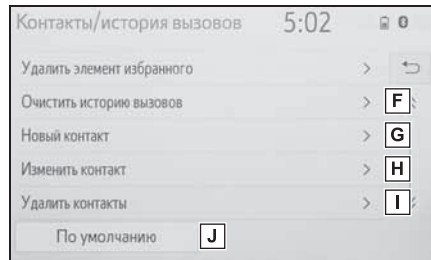 Контакты/история вызовов 5:02
Удалить элемент избранного
Очистить историю вызовов F
Новый контакт G
Изменить контакт H
Удалить контакты I
По умолчанию J